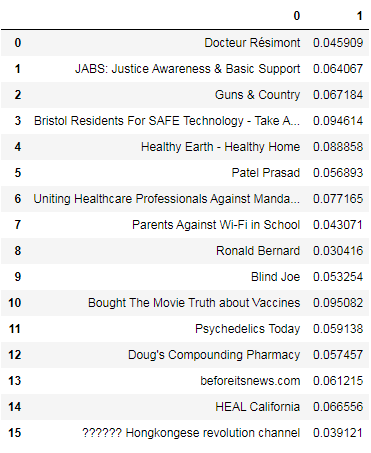 0 1
0 Docteur Résimont 0.045909
1 JABS: Justice Awareness & Basic Support 0.064067
2 Guns & Country 0.067184
3 Bristol Residents For SAFE Technology - Take A... 0.094614
4 Healthy Earth - Healthy Home 0.088858
5 Patel Prasad 0.056893
6 Uniting Healthcare Professionals Against Manda... 0.077165
7 Parents Against Wi-Fi in School 0.043071
8 Ronald Bernard 0.030416
9 Blind Joe 0.053254
10 Bought The Movie Truth about Vaccines 0.095082
11 Psychedelics Today 0.059138
12 Doug's Compounding Pharmacy 0.057457
13 beforeitsnews.com 0.061215
14 HEAL California 0.066556
15 ?????? Hongkongese revolution channel 0.039121